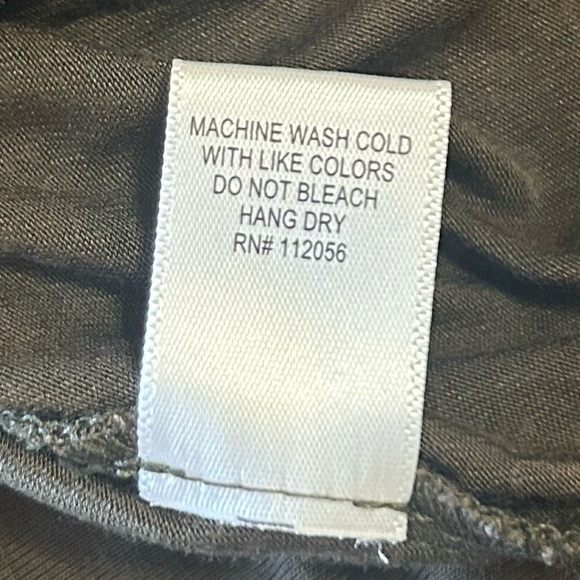 MACHINE WASH COLD
WITH LIKE COLORS
DO NOT BLEACH
HANG DRY
RN# 112056